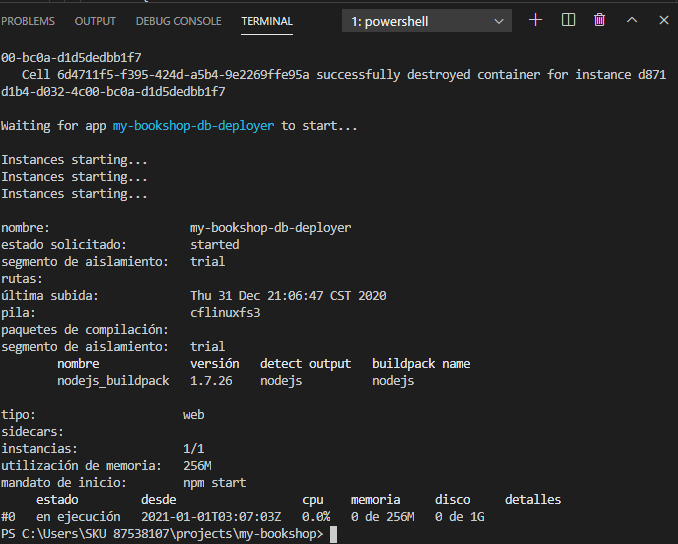 PROBLEMS OUTPUT DEBUG CONSOLE TERMINAL 1: powershell
00-bc0a-d1d5dedbb1f7
Cell 6d4711f5-f395-424d-a5b4-9e2269ffe95a successfully destroyed container for instance d871
d1b4-d032-4c00-bc0a-d1d5dedbb1f7
Waiting for app my-bookshop-db-deployer to start...
Instances starting...
Instances starting...
Instances starting...
nombre: my-bookshop-db-deployer
estado solicitado: started
segmento de aislamiento: trial
rutas:
última subida: Thu 31 Dec 21:06:47 CST 2020
pila: cflinuxfs3
paquetes de compilación:
segmento de aislamiento: trial
nombre versión detect output buildpack name
nodejs_buildpack 1.7.26 nodejs nodejs
tipo: web
sidecars:
instancias: 1/1
utilización de memoria: 256M
mandato de inicio: npm start
estado desde cpu memoria disco detalles
#0 en ejecución 2021-01-01T03:07:03Z 0.0% 0 de 256M 0 de 1G
PS C:\Users\SKU 87538107\projects\my-bookshop>